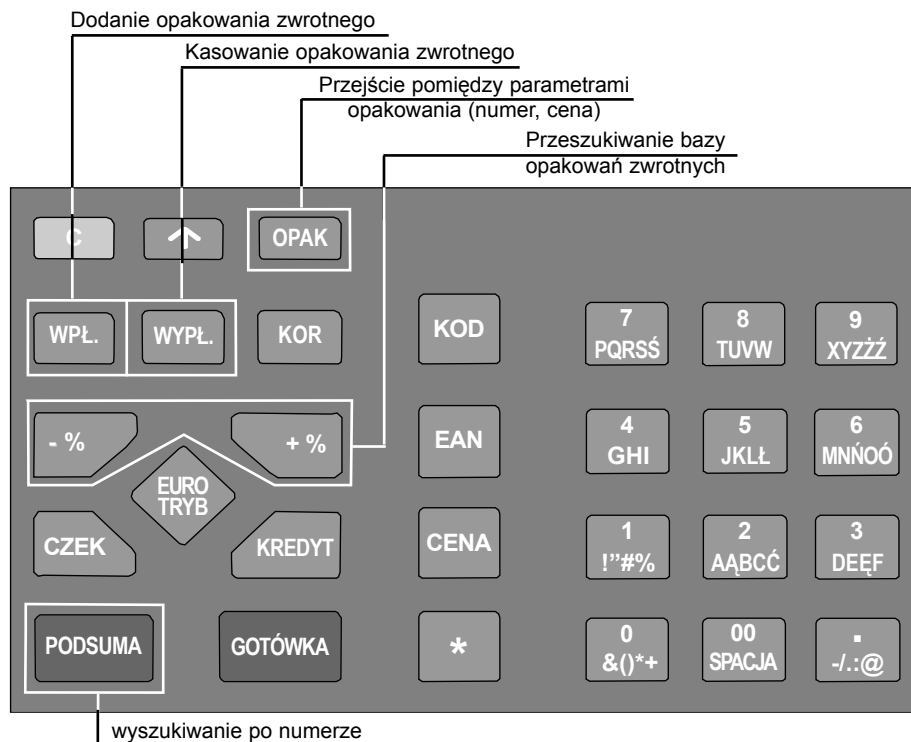 Dodanie opakowania zwrotnego
Kasowanie opakowania zwrotnego
Przejście pomiędzy parametrami
opakowania (numer, cena)
Przeszukiwanie bazy
opakowań zwrotnych
C
OPAK
WPŁ. WYPŁ. KOR KOD 7 8 9
PQRSŚ TUVW XYZŻŹ
- % + % EAN 4 5 6
GHI JKLŁ MNŃOÓ
EURO
TRYB
CZEK KREDYT CENA 1 2 3
!”#% AĄBCĆ DEĘF
PODSUMA GOTÓWKA * 0 00 .
&()*+ SPACJA -/.:@
wyszukiwanie po numerze